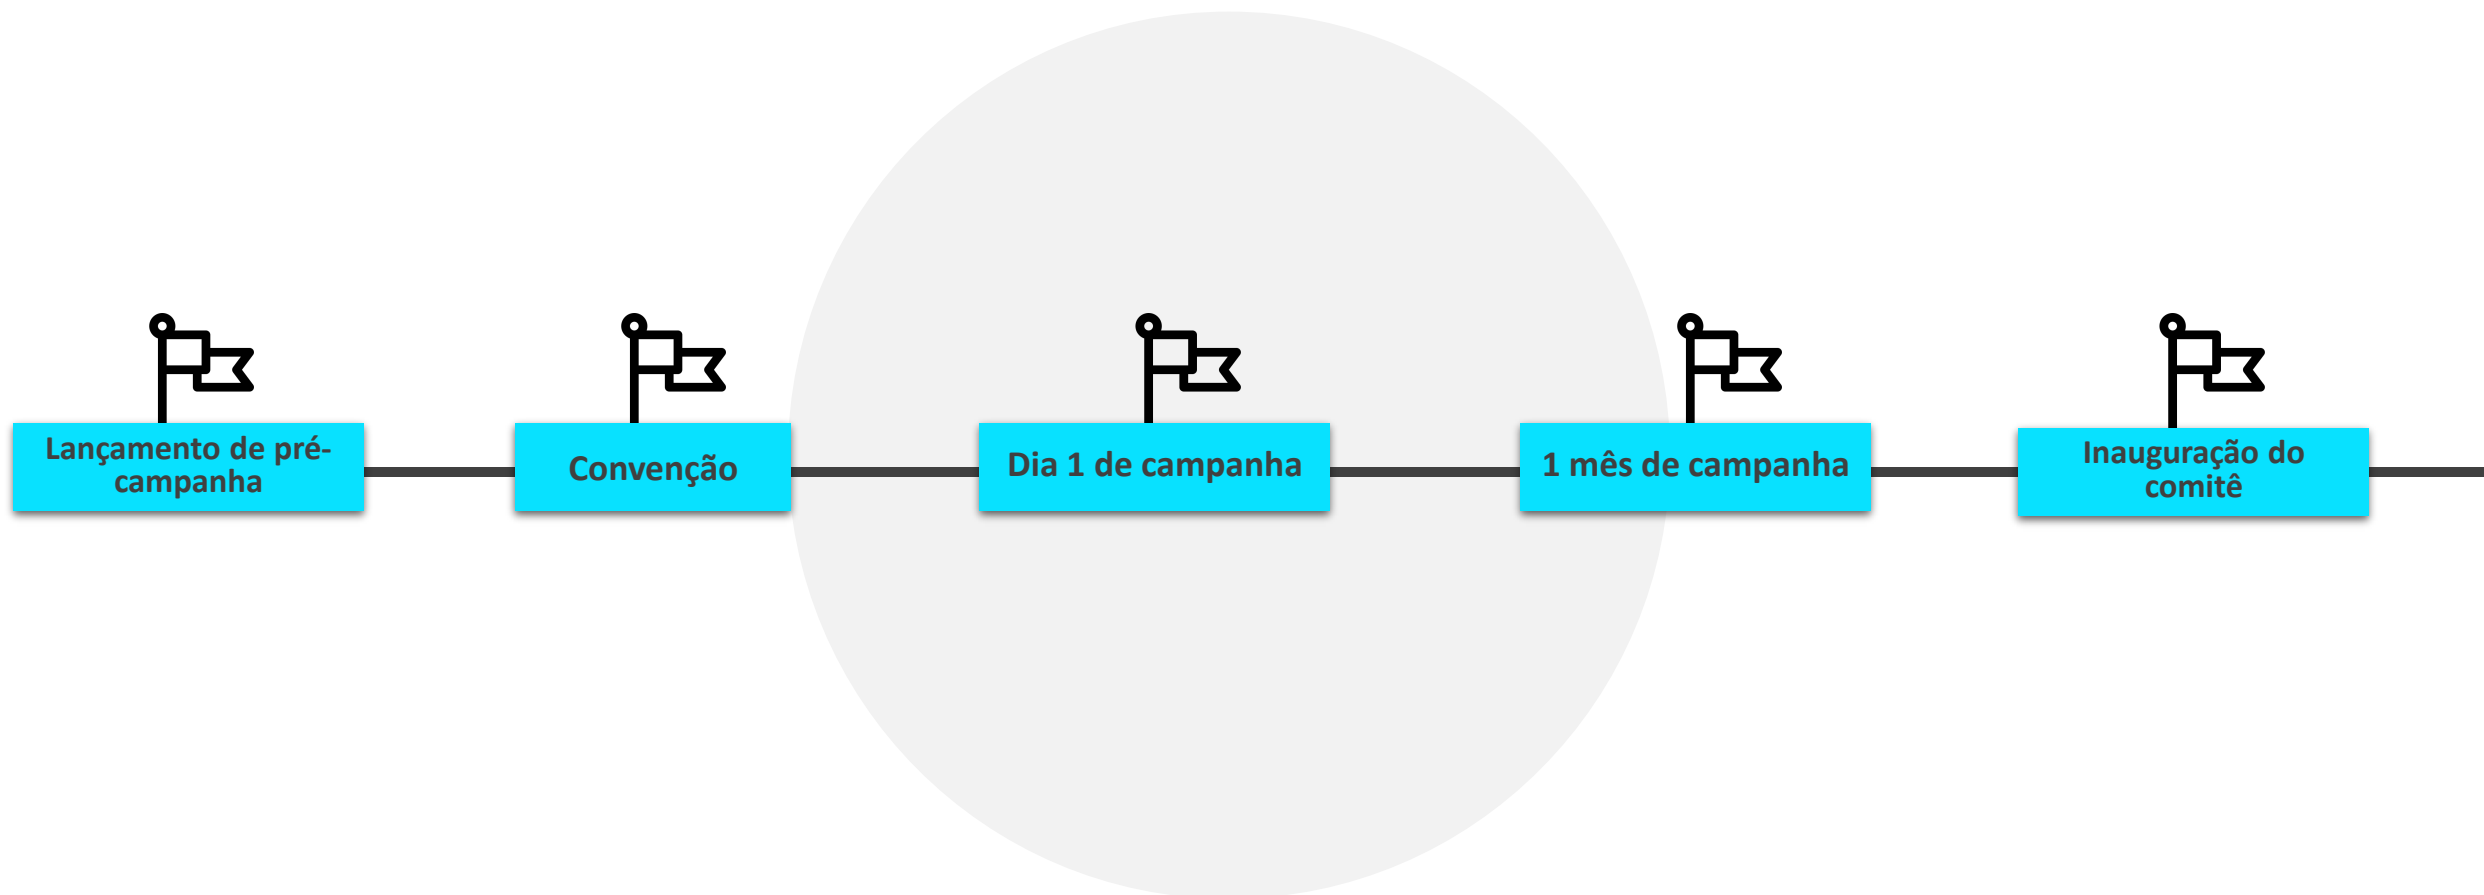 Lançamento de pré-
campanha
Convenção
Dia 1 de campanha
1 mês de campanha
Inauguração do
comitê